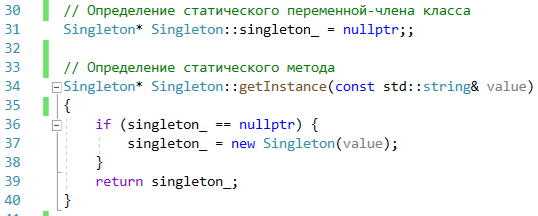 30 // Определение статического переменной-члена класса
31 Singleton* Singleton::singleton_ = nullptr;;
32
33 // Определение статического метода
34 Singleton* Singleton::getInstance(const std::string& value)
35 {
36 if (singleton_ == nullptr) {
37 singleton_ = new Singleton(value);
38 }
39 return singleton_;
40 }